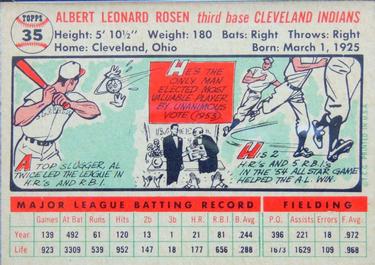 TOPPS
35
ALBERT LEONARD ROSEN third base CLEVELAND INDIANS
Height: 5' 10½" Weight: 180 Bats: Right Throws: Right
Home: Cleveland, Ohio Born: March 1, 1925
HE'S THE
ONLY MAN
ELECTED MOST
VALUABLE PLAYER
BY UNANIMOUS
VOTE (1953)
A TOP SLUGGER, AL
TWICE LED THE LEAGUE
IN H.R's AND R.B.I.
HIS 2
H.R's AND 5 R.B.I.'s
IN THE '54 ALL STAR GAME
HELPED THE A.L. WIN.
MAJOR LEAGUE BATTING RECORD FIELDING
Games At Bat Runs Hits 2b 3b H.R. R.B.I. B.Avg P.O. Assists Errors F.Avg.
Year 139 492 61 120 13 1 21 81 .244 396 221 18 .972
Life 923 3309 539 952 147 18 177 656 .288 1673 1629 109 .968